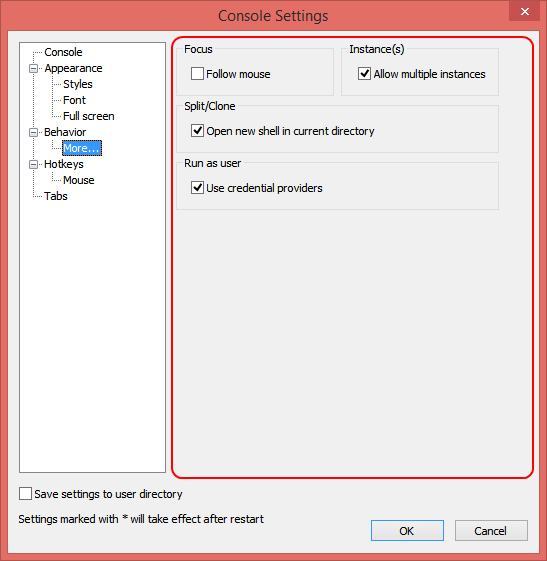 Console Settings
Console
Appearance
Styles
Font
Full screen
Behavior
More...
Hotkeys
Mouse
Tabs
Focus
Follow mouse
Instance(s)
Allow multiple instances
Split/Clone
Open new shell in current directory
Run as user
Use credential providers
Save settings to user directory
Settings marked with * will take effect after restart
OK
Cancel